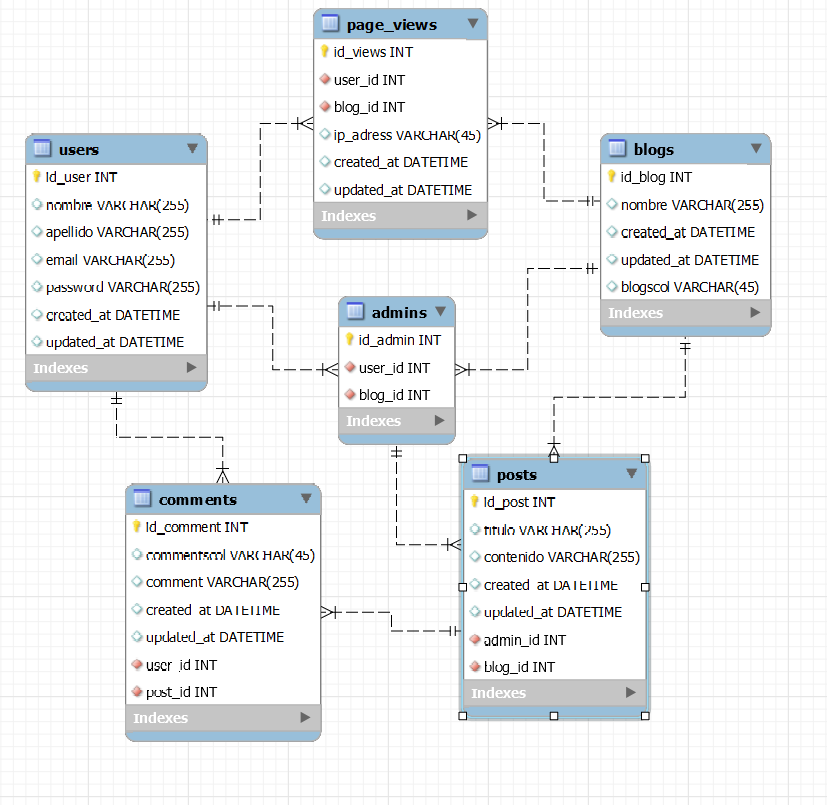 page_views
id_views INT
user_id INT
blog_id INT
ip_adress VARCHAR(45)
created_at DATETIME
updated_at DATETIME
Indexes
users
id_user INT
nombre VARCHAR(255)
apellido VARCHAR(255)
email VARCHAR(255)
password VARCHAR(255)
created_at DATETIME
updated_at DATETIME
Indexes
blogs
id_blog INT
nombre VARCHAR(255)
created_at DATETIME
updated_at DATETIME
blogscol VARCHAR(45)
Indexes
admins
id_admin INT
user_id INT
blog_id INT
Indexes
comments
id_comment INT
commentscol VARCHAR(45)
comment VARCHAR(255)
created_at DATETIME
updated_at DATETIME
user_id INT
post_id INT
Indexes
posts
id_post INT
titulo VARCHAR(255)
contenido VARCHAR(255)
created_at DATETIME
updated_at DATETIME
admin_id INT
blog_id INT
Indexes